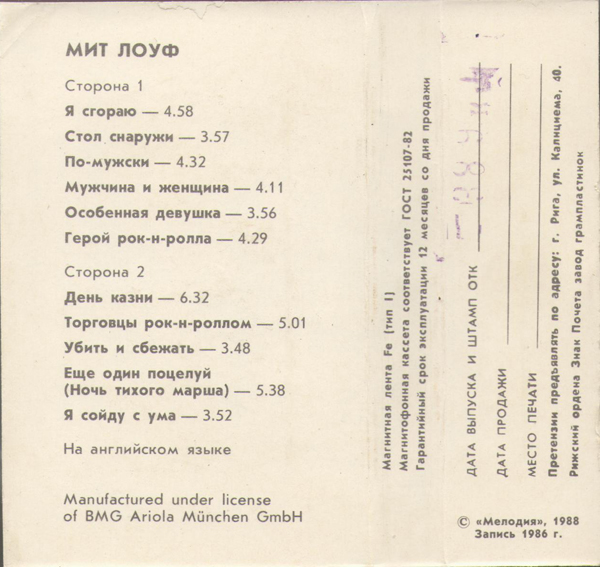 МИТ ЛОУФ
Сторона 1
Я сгораю — 4.58
Стол снаружи — 3.57
По-мужски — 4.32
Мужчина и женщина — 4.11
Особенная девушка — 3.56
Герой рок-н-ролла — 4.29
Сторона 2
День казни — 6.32
Торговцы рок-н-роллом — 5.01
Убить и сбежать — 3.48
Еще один поцелуй
(Ночь тихого марша) — 5.38
Я сойду с ума — 3.52
На английском языке
Manufactured under license
of BMG Ariola München GmbH
Магнитная лента Fe (тип I)
Магнитофонная кассета соответствует ГОСТ 25107-82
Гарантийный срок эксплуатации 12 месяцев со дня продажи
ДАТА ВЫПУСКА И ШТАМП ОТК
ДАТА ПРОДАЖИ
МЕСТО ПЕЧАТИ
Претензии предъявлять по адресу: г. Рига, ул. Калнциема, 40.
Рижский ордена Знак Почета завод грампластинок
© «Мелодия», 1988
Запись 1986 г.